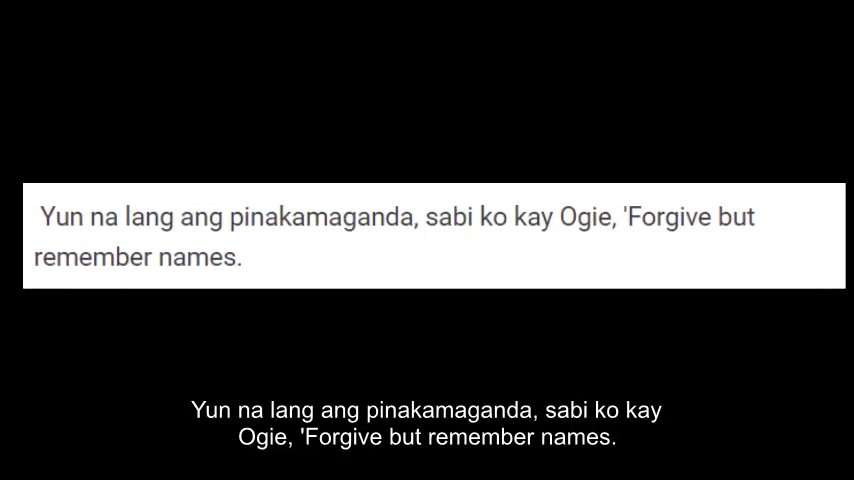 Yun na lang ang pinakamaganda, sabi ko kay Ogie, 'Forgive but
remember names.
Yun na lang ang pinakamaganda, sabi ko kay
Ogie, 'Forgive but remember names.